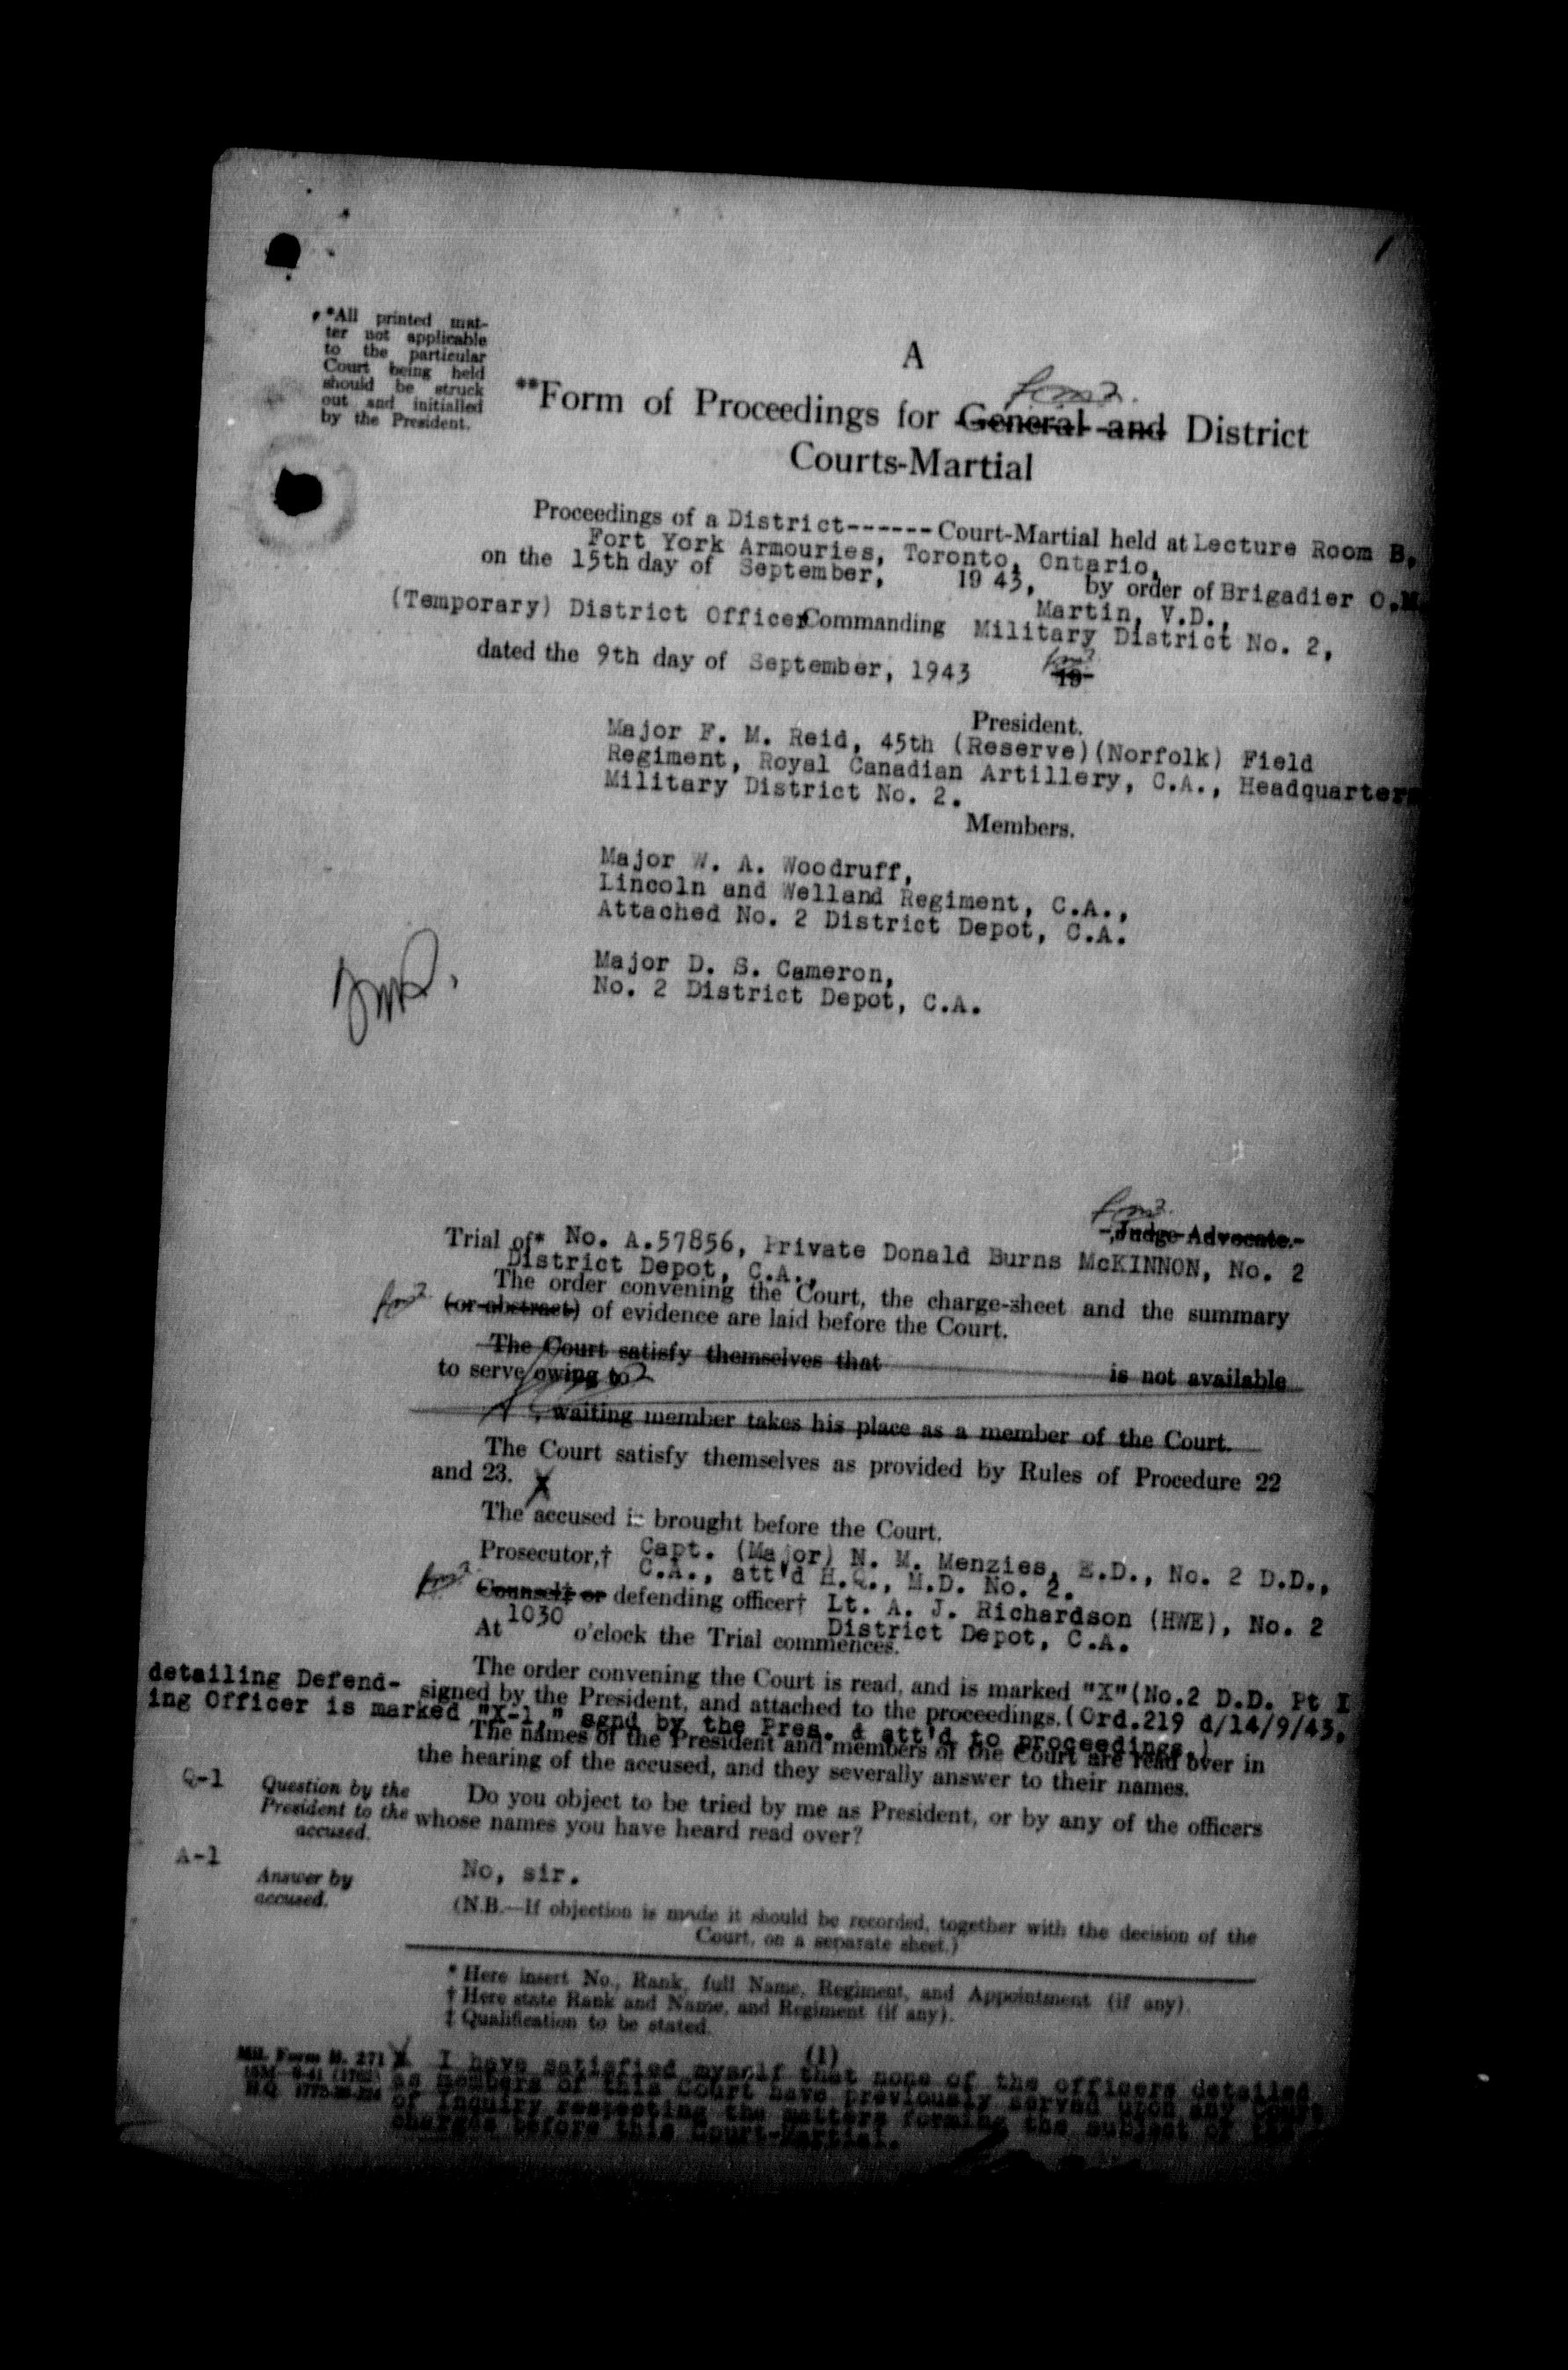 *All printed mat-
ter not applicable
to the particular
Court being held
should be struck
out and initialled
by the President.
A
**Form of Proceedings for General and District
Courts-Martial
Proceedings of a District------Court-Martial held at Lecture Room B,
Fort York Armouries, Toronto, Ontario,
on the 15th day of September, 1943, by order of Brigadier O.M.
Martin, V.D.,
(Temporary) District Officer Commanding Military District No. 2,
dated the 9th day of September, 1943 19
President.
Major F. M. Reid, 45th (Reserve)(Norfolk) Field
Regiment, Royal Canadian Artillery, C.A., Headquarters
Military District No. 2.
Members.
Major W. A. Woodruff,
Lincoln and Welland Regiment, C.A.,
Attached No. 2 District Depot, C.A.
Major D. S. Cameron,
No. 2 District Depot, C.A.
, Judge-Advocate.
Trial of* No. A.57856, Private Donald Burns McKINNON, No. 2
District Depot, C.A.,
The order convening the Court, the charge-sheet and the summary
(or abstract) of evidence are laid before the Court.
The Court satisfy themselves that is not available
to serve owing to
, waiting member takes his place as a member of the Court.
The Court satisfy themselves as provided by Rules of Procedure 22
and 23. X
The accused is brought before the Court.
Prosecutor,† Capt. (Major) N. M. Menzies, E.D., No. 2 D.D.,
C.A., att'd H.Q., M.D. No. 2.
Counsel‡ or defending officer† Lt. A. J. Richardson (HWE), No. 2
District Depot, C.A.
At 1030 o'clock the Trial commences.
The order convening the Court is read, and is marked "X"(No.2 D.D. Pt I
signed by the President, and attached to the proceedings.(Ord.219 d/14/9/43,
detailing Defend-
ing Officer is marked "X-1," sgnd by the Pres. & att'd to proceedings.)
The names of the President and members of the Court are read over in
the hearing of the accused, and they severally answer to their names.
Q-1
Question by the
President to the
accused.
Do you object to be tried by me as President, or by any of the officers
whose names you have heard read over?
A-1
Answer by
accused.
No, sir.
(N.B.—If objection is made it should be recorded, together with the decision of the
Court, on a separate sheet.)
* Here insert No., Rank, full Name, Regiment, and Appointment (if any).
† Here state Rank and Name, and Regiment (if any).
‡ Qualification to be stated.
(1)
Mil. Form B. 271
H.Q.
X I have satisfied myself that none of the officers detailed
as members of this Court have previously served upon any Court
of Inquiry respecting the matters forming the subject of the
charges before this Court-Martial.